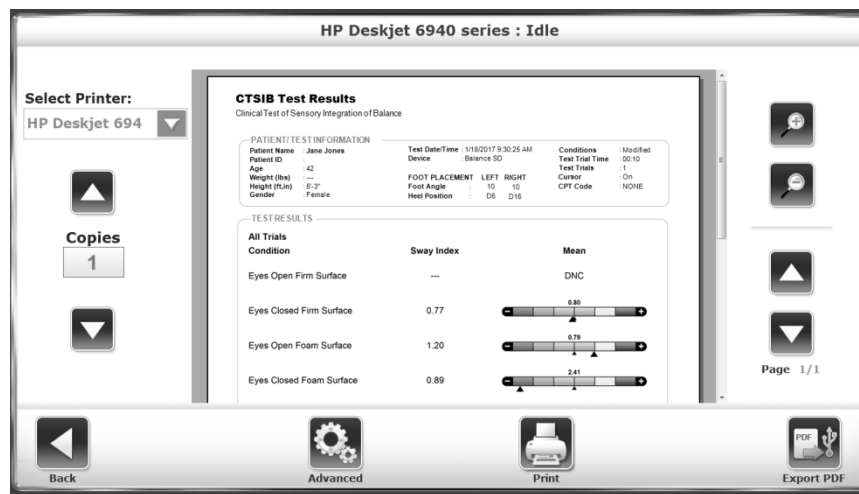 HP Deskjet 6940 series : Idle
Select Printer:
HP Deskjet 694
Copies
1
CTSIB Test Results
Clinical Test of Sensory Integration of Balance
PATIENT/TEST INFORMATION
Patient Name : Jane Jones Test Date/Time : 1/18/2017 9:30:25 AM Conditions : Modified
Patient ID : Device : Balance SD Test Trial Time : 00:10
Age : 42 Test Trials : 1
Weight (lbs) : --- FOOT PLACEMENT LEFT RIGHT Cursor : On
Height (ft,in) : 5'-3" Foot Angle : 10 10 CPT Code : NONE
Gender : Female Heel Position : D6 D16
TEST RESULTS
All Trials
Condition Sway Index Mean
Eyes Open Firm Surface --- DNC
0.80
Eyes Closed Firm Surface 0.77
0.79
Eyes Open Foam Surface 1.20
2.41
Eyes Closed Foam Surface 0.89
Page 1/1
Back
Advanced
Print
PDF
Export PDF